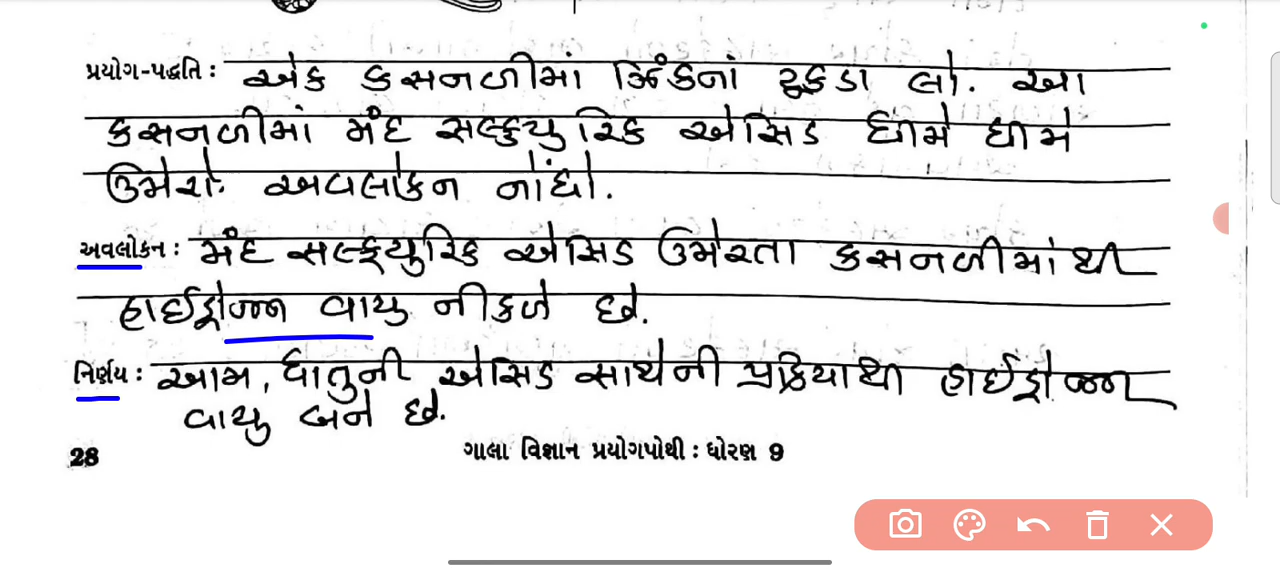 પ્રયોગ-પદ્ધતિ : એક કસનળીમાં ઝિંકનાં ટૂકડા લો. આ
કસનળીમાં મંદ સલ્ફ્યુરિક એસિડ ધીમે ધીમે
ઉમેરો. અવલોકન નોંધો.
અવલોકન : મંદ સલ્ફ્યુરિક એસિડ ઉમેરતા કસનળીમાંથી
હાઈડ્રોજન વાયુ નીકળે છે.
નિર્ણય : આમ, ધાતુની એસિડ સાથેની પ્રક્રિયાથી હાઈડ્રોજન
વાયુ બને છે.
28 ગાલા વિજ્ઞાન પ્રયોગપોથી : ધોરણ 9